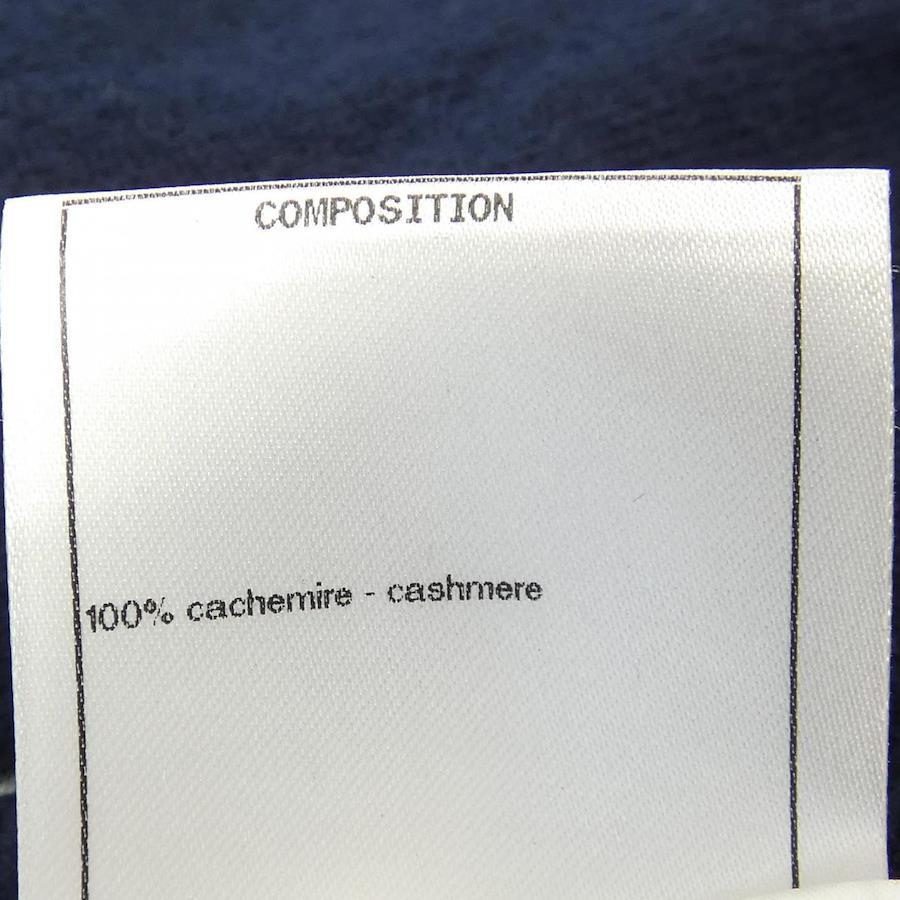 COMPOSITION
100% cachemire - cashmere